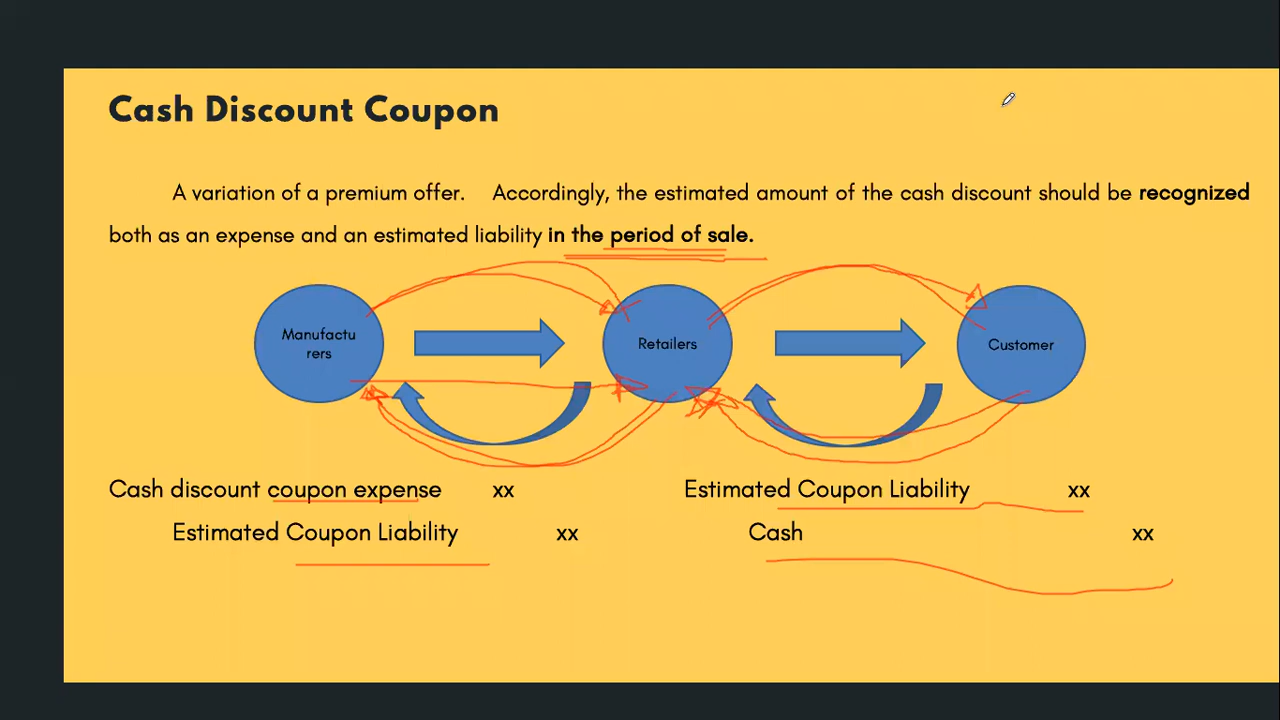 Cash Discount Coupon
A variation of a premium offer. Accordingly, the estimated amount of the cash discount should be recognized
both as an expense and an estimated liability in the period of sale.
Manufactu
rers
Retailers
Customer
Cash discount coupon expense xx
Estimated Coupon Liability xx
Estimated Coupon Liability xx
Cash xx